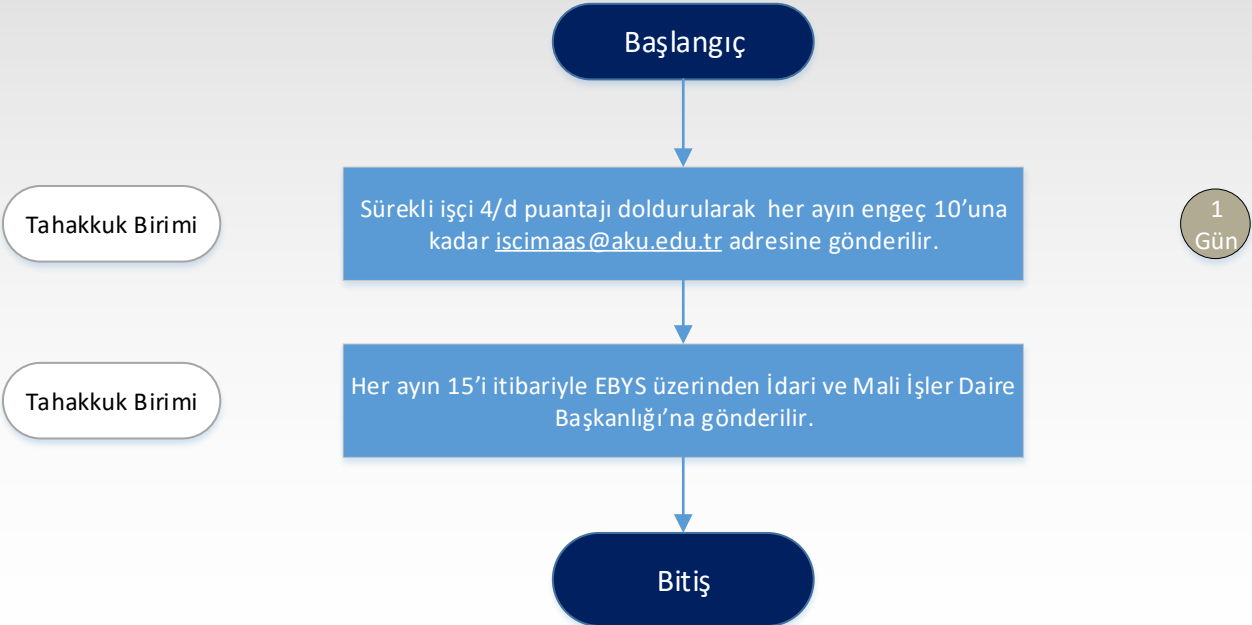 Başlangıç
Tahakkuk Birimi
Sürekli işçi 4/d puantajı doldurularak her ayın engeç 10’una
kadar iscimaas@aku.edu.tr adresine gönderilir.
1
Gün
Tahakkuk Birimi
Her ayın 15’i itibariyle EBYS üzerinden İdari ve Mali İşler Daire
Başkanlığı’na gönderilir.
Bitiş